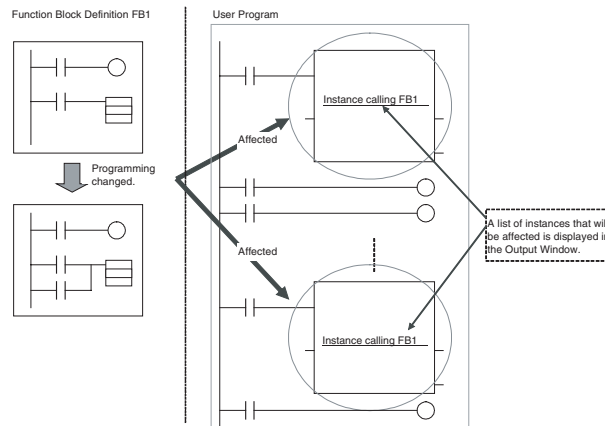 Function Block Definition FB1
User Program
Instance calling FB1
Affected
Programming
changed.
Affected
A list of instances that wil
be affected is displayed i
the Output Window.
Instance calling FB1